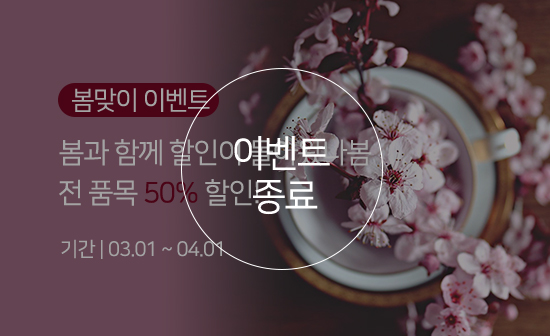 봄맞이 이벤트
봄과 함께 할인이
전 품목 50% 할인
기간 | 03.01 ~ 04.01
이벤트
종료